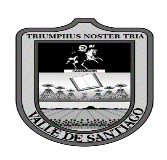 TRIUMPHUS NOSTER TRIA
VALLE DE SANTIAGO